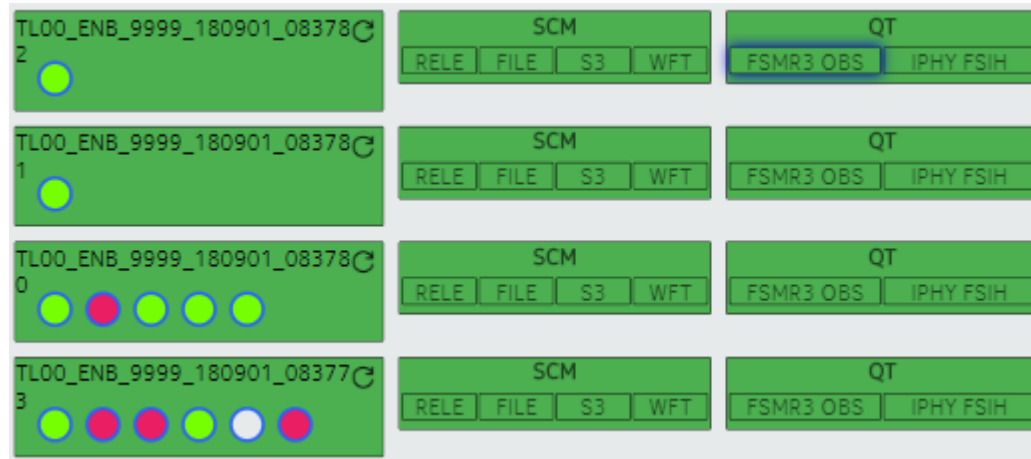 TL00_ENB_9999_180901_08378
2
SCM
RELE FILE S3 WFT
QT
FSMR3 OBS IPHY FSIH
TL00_ENB_9999_180901_08378
1
SCM
RELE FILE S3 WFT
QT
FSMR3 OBS IPHY FSIH
TL00_ENB_9999_180901_08378
0
SCM
RELE FILE S3 WFT
QT
FSMR3 OBS IPHY FSIH
TL00_ENB_9999_180901_08377
3
SCM
RELE FILE S3 WFT
QT
FSMR3 OBS IPHY FSIH